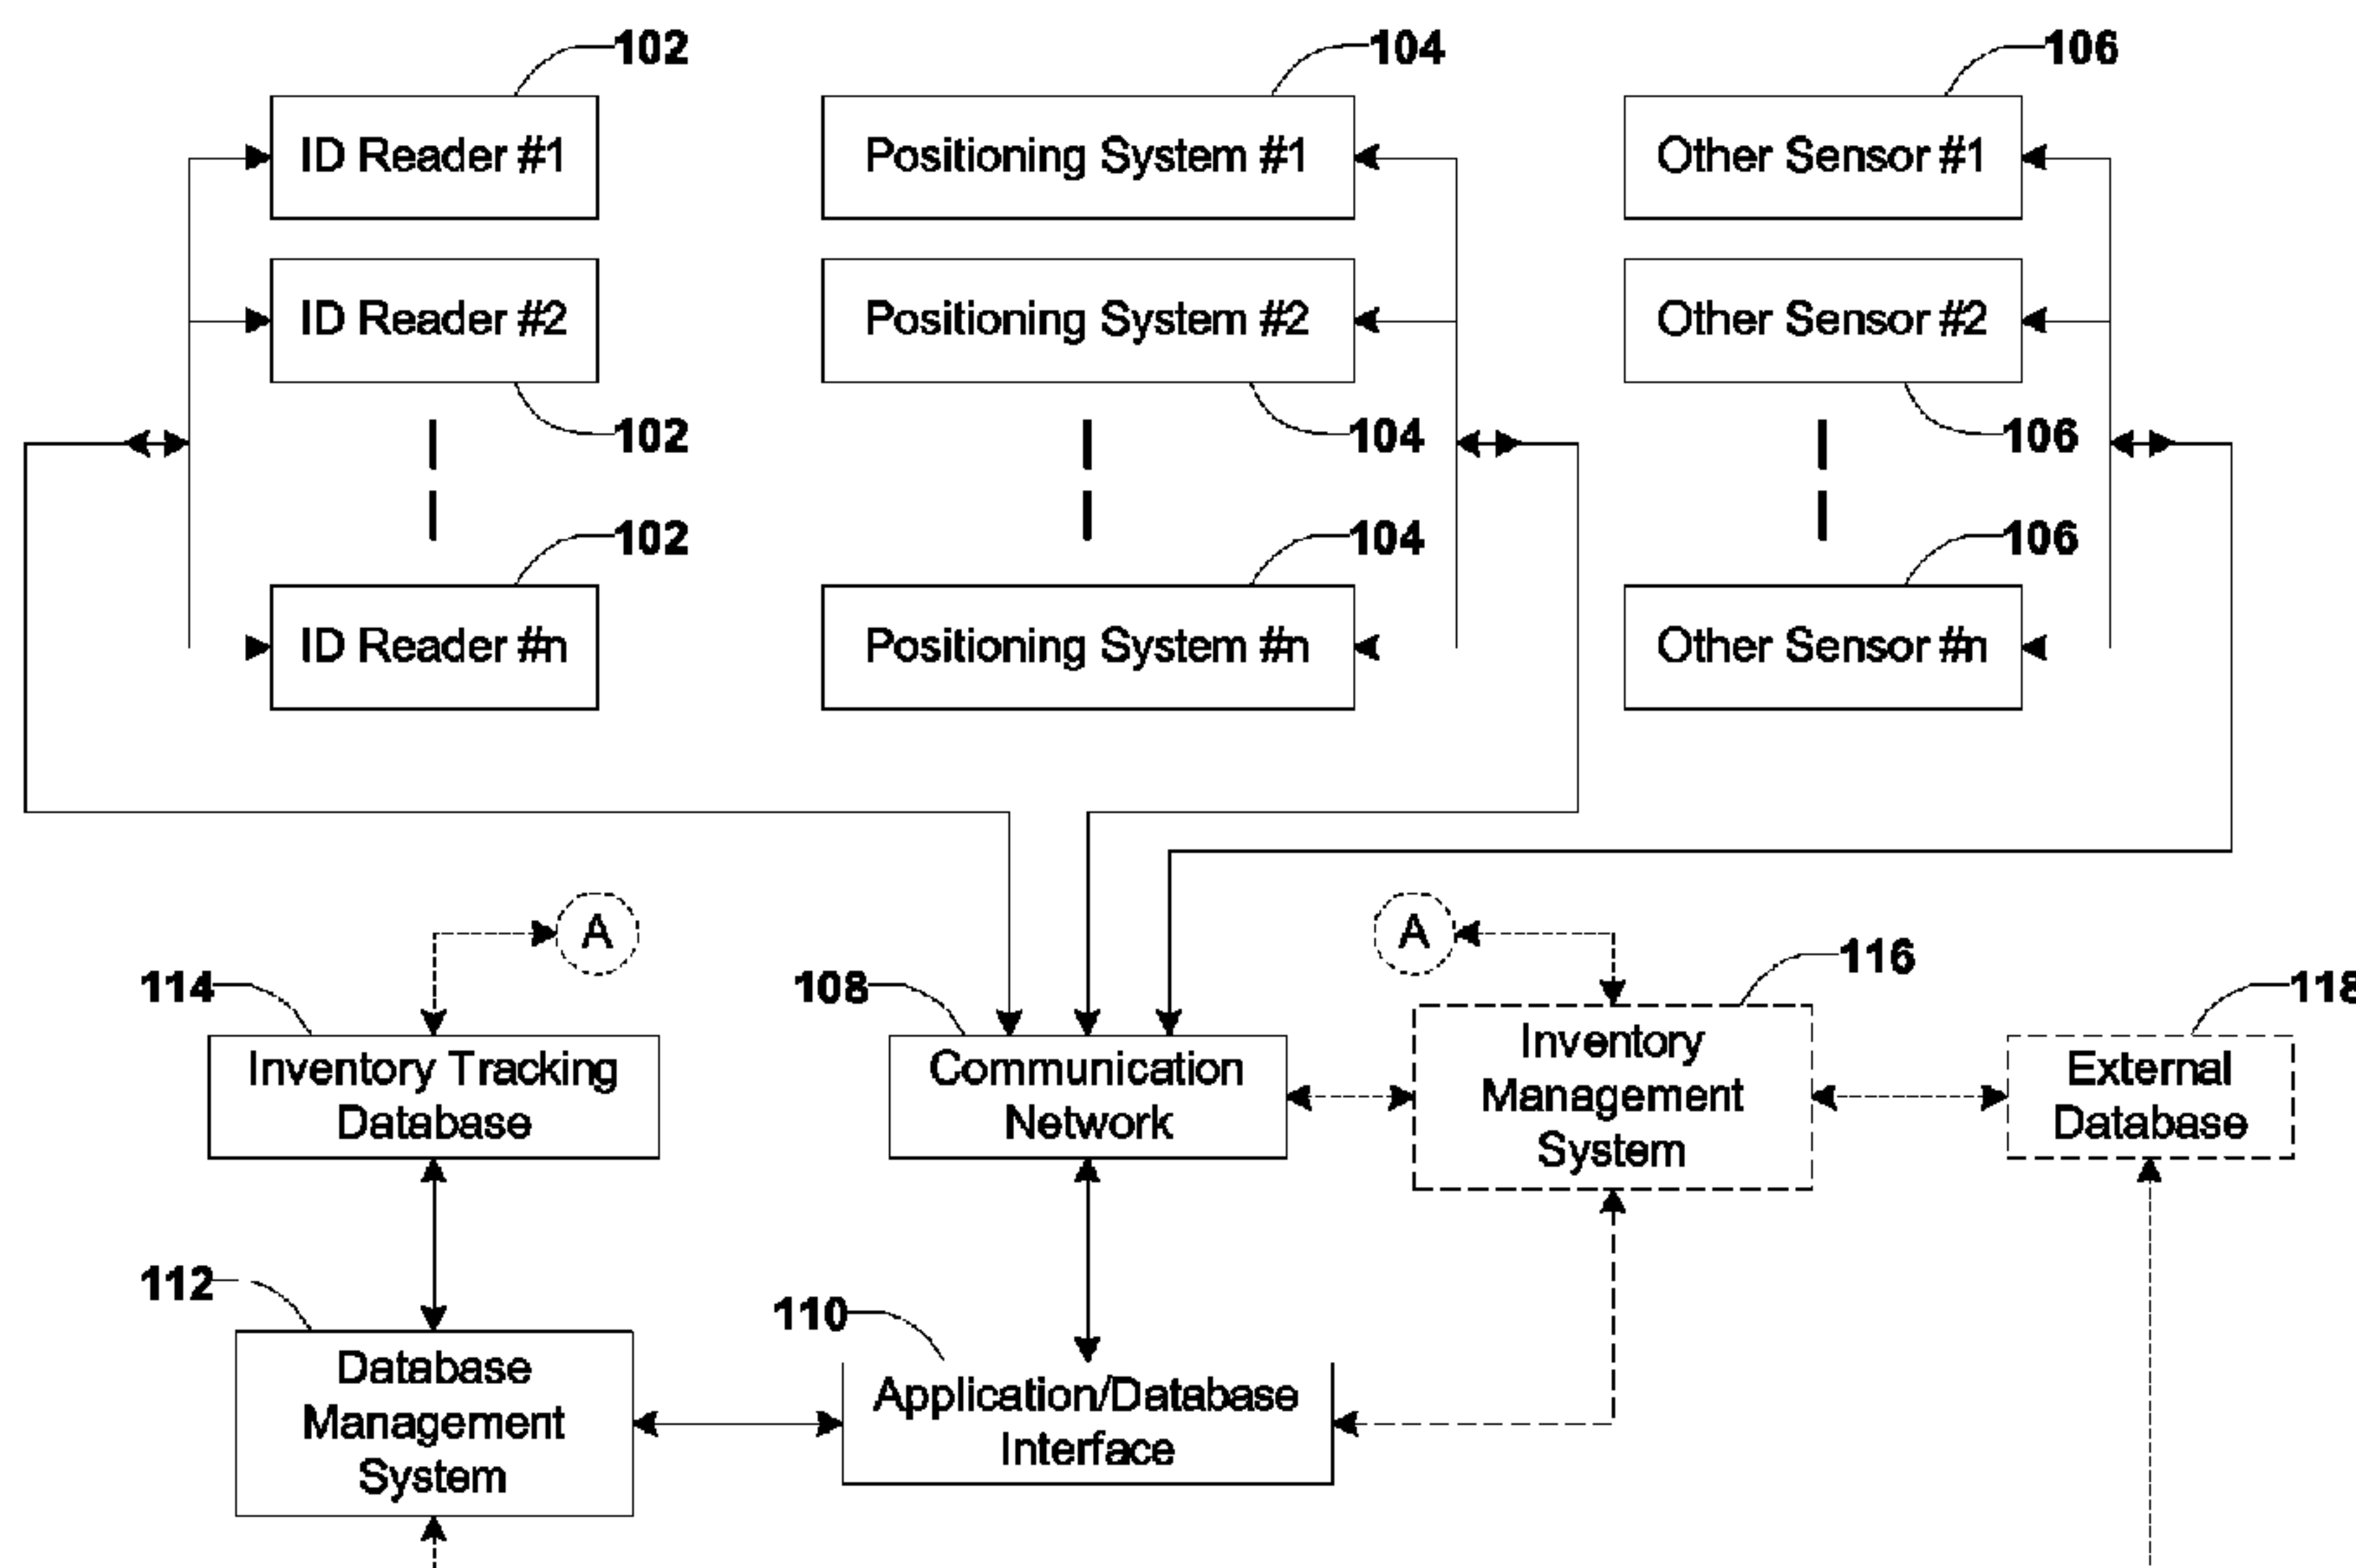 102
104
106
ID Reader #1
Positioning System #1
Other Sensor #1
ID Reader #2
Positioning System #2
Other Sensor #2
102
104
106
102
104
106
ID Reader #n
Positioning System #n
Other Sensor #n
A
A
114
108
116
118
Inventory Tracking
Database
Communication
Network
Inventory
Management
System
External
Database
112
110
Database
Management
System
Application/Database
Interface